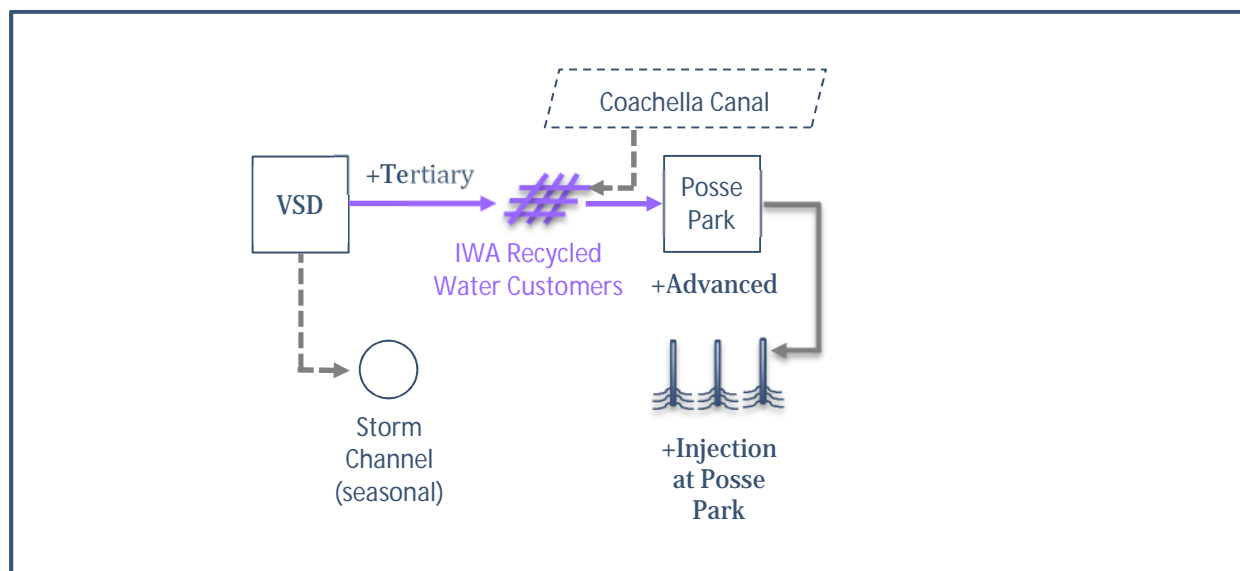 Coachella Canal
+Tertiary
VSD
Posse
Park
IWA Recycled
Water Customers
+Advanced
Storm
Channel
(seasonal)
+Injection
at Posse
Park